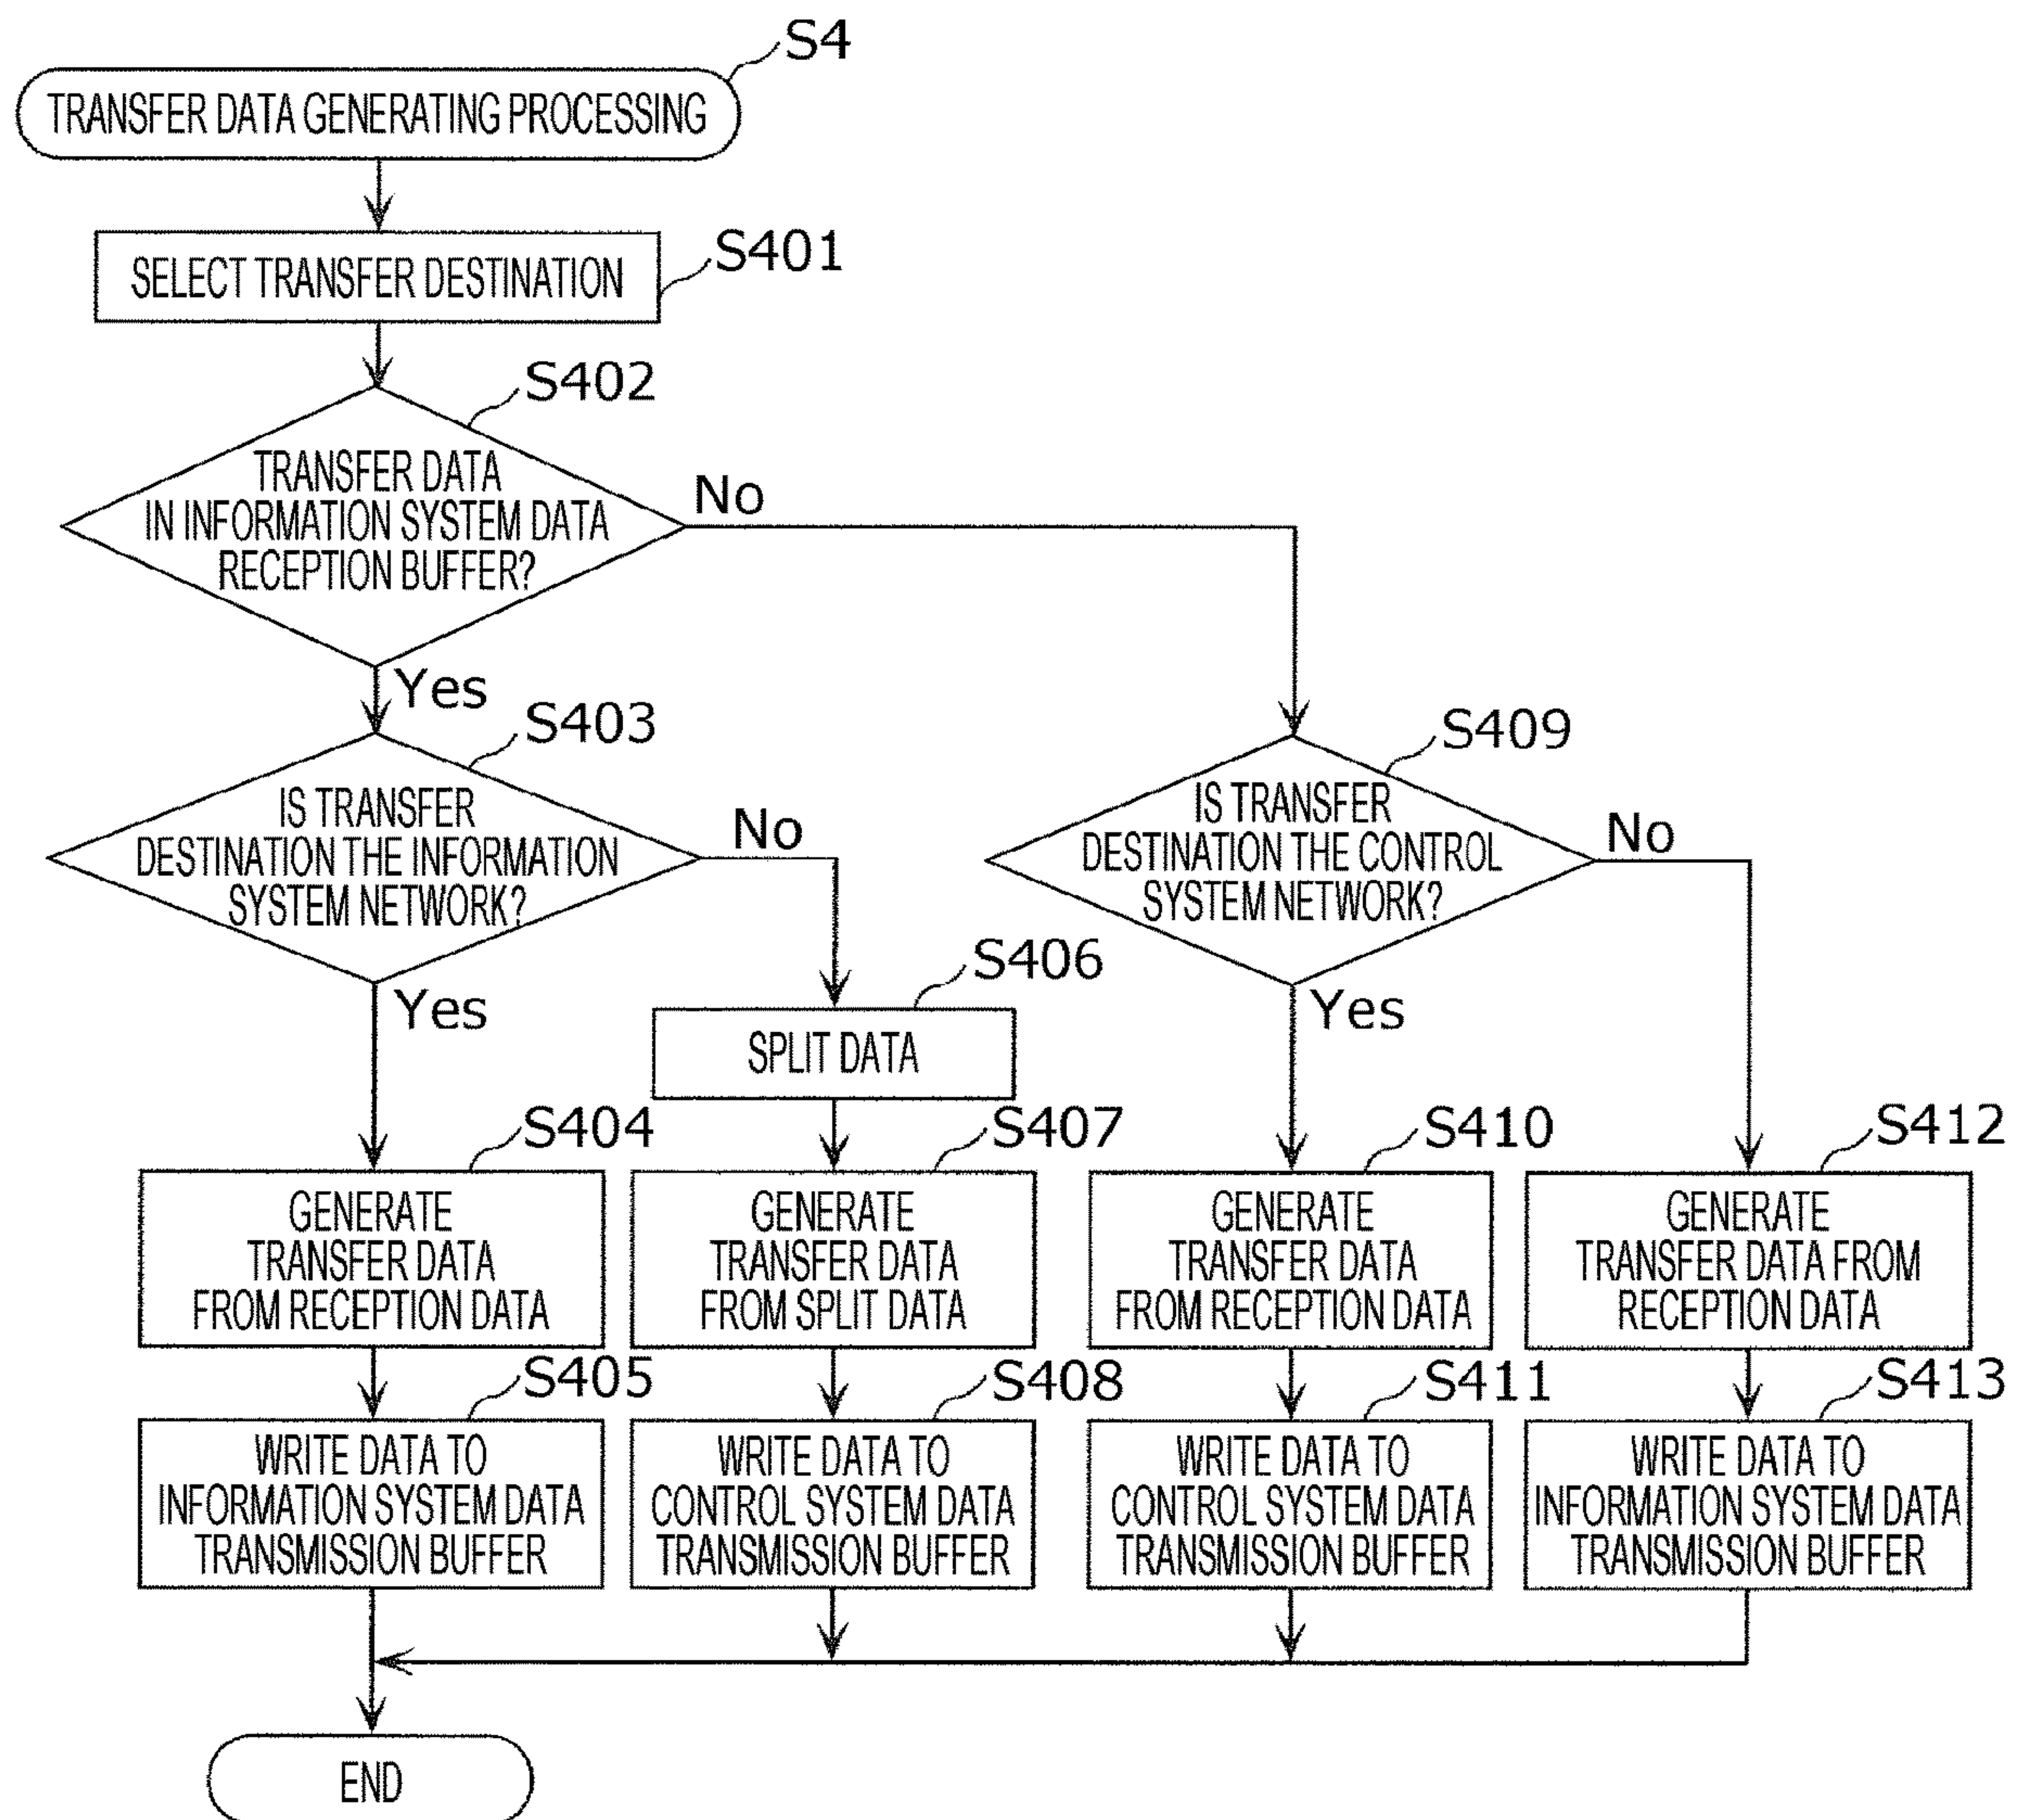 S4
TRANSFER DATA GENERATING PROCESSING
S401
SELECT TRANSFER DESTINATION
S402
TRANSFER DATA
IN INFORMATION SYSTEM DATA
RECEPTION BUFFER?
No
Yes
S403
IS TRANSFER
DESTINATION THE INFORMATION
SYSTEM NETWORK?
No
Yes
S409
IS TRANSFER
DESTINATION THE CONTROL
SYSTEM NETWORK?
No
Yes
S406
SPLIT DATA
S404
GENERATE
TRANSFER DATA
FROM RECEPTION DATA
S407
GENERATE
TRANSFER DATA
FROM SPLIT DATA
S410
GENERATE
TRANSFER DATA
FROM RECEPTION DATA
S412
GENERATE
TRANSFER DATA FROM
RECEPTION DATA
S405
WRITE DATA TO
INFORMATION SYSTEM DATA
TRANSMISSION BUFFER
S408
WRITE DATA TO
CONTROL SYSTEM DATA
TRANSMISSION BUFFER
S411
WRITE DATA TO
CONTROL SYSTEM DATA
TRANSMISSION BUFFER
S413
WRITE DATA TO
INFORMATION SYSTEM DATA
TRANSMISSION BUFFER
END